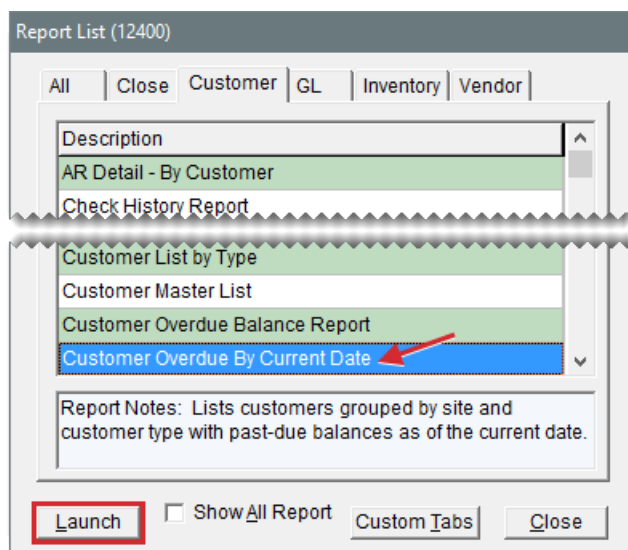 Report List (12400)
All Close Customer GL Inventory Vendor
Description
AR Detail - By Customer
Check History Report
Customer List by Type
Customer Master List
Customer Overdue Balance Report
Customer Overdue By Current Date
Report Notes: Lists customers grouped by site and
customer type with past-due balances as of the current date.
Launch Show All Report Custom Tabs Close